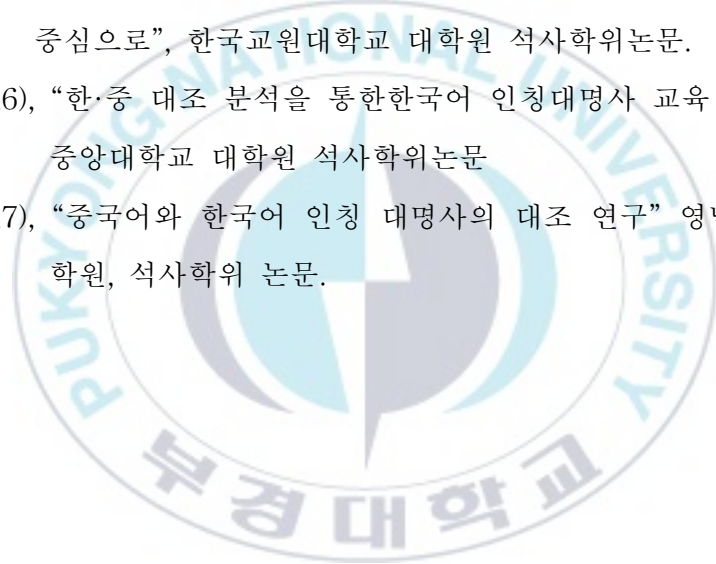 중심으로”, 한국교원대학교 대학원 석사학위논문.
6), “한·중 대조 분석을 통한한국어 인칭대명사 교육
중앙대학교 대학원 석사학위논문
7), “중국어와 한국어 인칭 대명사의 대조 연구” 영남
학원, 석사학위 논문.
PUKYONG NATIONAL UNIVERSITY
부경대학교